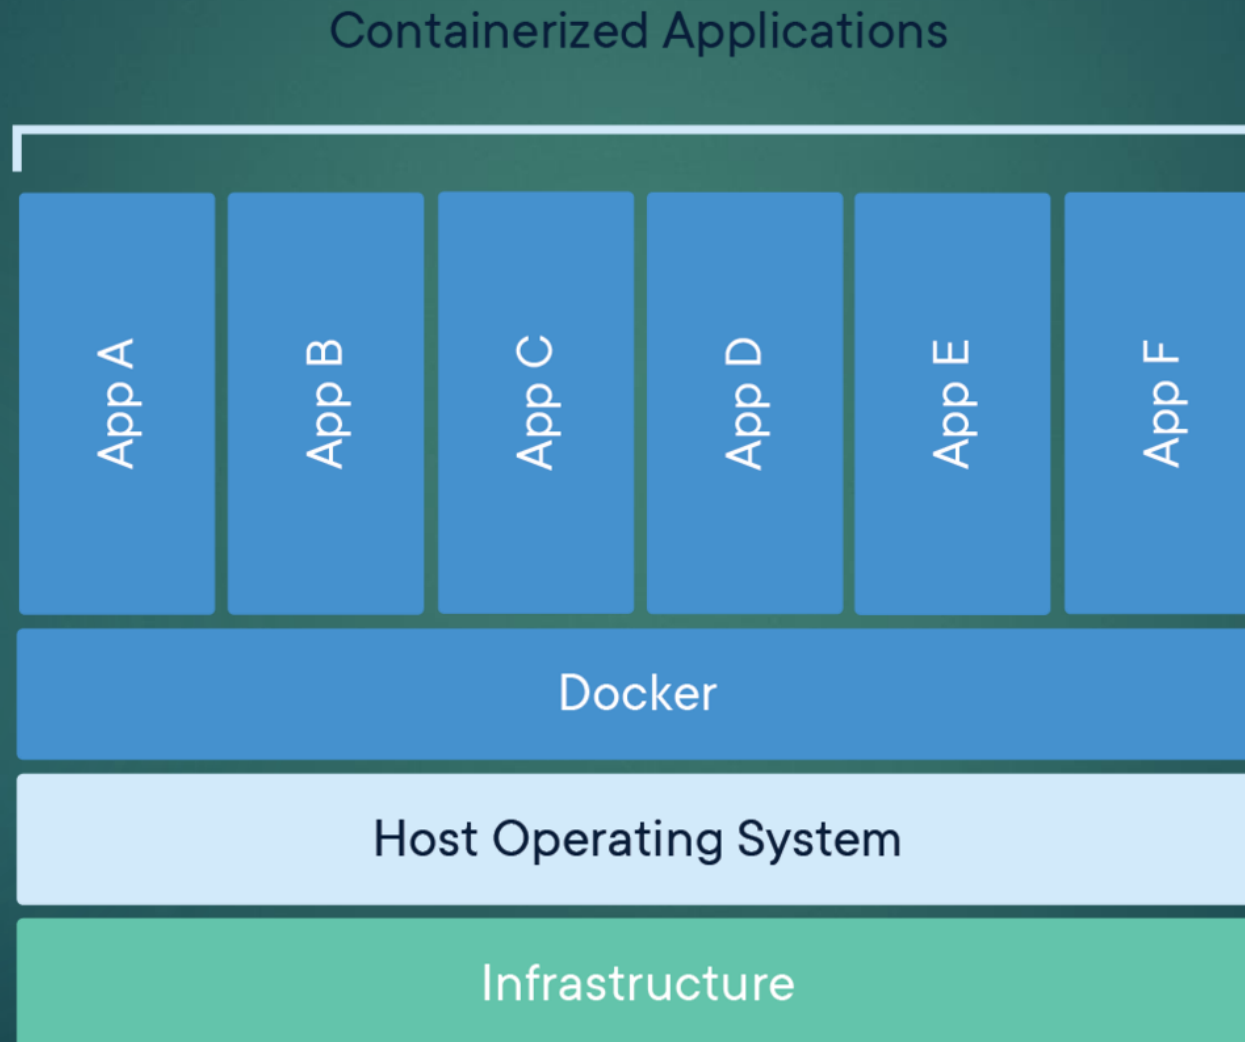 Containerized Applications
App A
App B
App C
App D
App E
App F
Docker
Host Operating System
Infrastructure